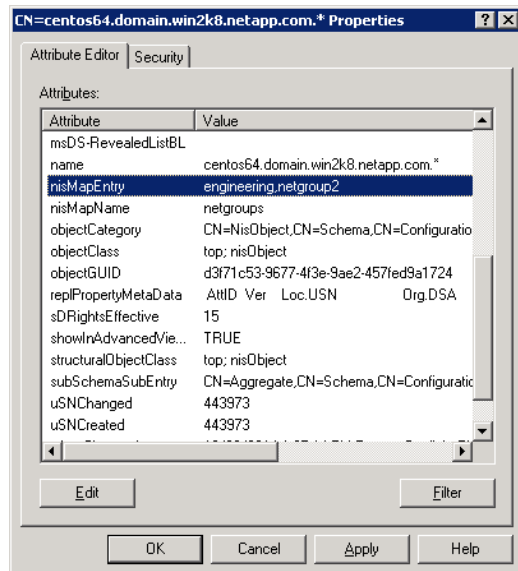 CN=centos64.domain.win2k8.netapp.com.* Properties
Attribute Editor Security
Attributes:
Attribute Value
msDS-RevealedListBL
name centos64.domain.win2k8.netapp.com.*
nisMapEntry engineering,netgroup2
nisMapName netgroups
objectCategory CN=NisObject,CN=Schema,CN=Configuratio
objectClass top; nisObject
objectGUID d3f71c53-9677-4f3e-9ae2-457fed9a1724
replPropertyMetaData AttID Ver Loc.USN Org.DSA
sDRightsEffective 15
showInAdvancedVie... TRUE
structuralObjectClass top; nisObject
subSchemaSubEntry CN=Aggregate,CN=Schema,CN=Configuratic
uSNChanged 443973
uSNCreated 443973
Edit Filter
OK Cancel Apply Help